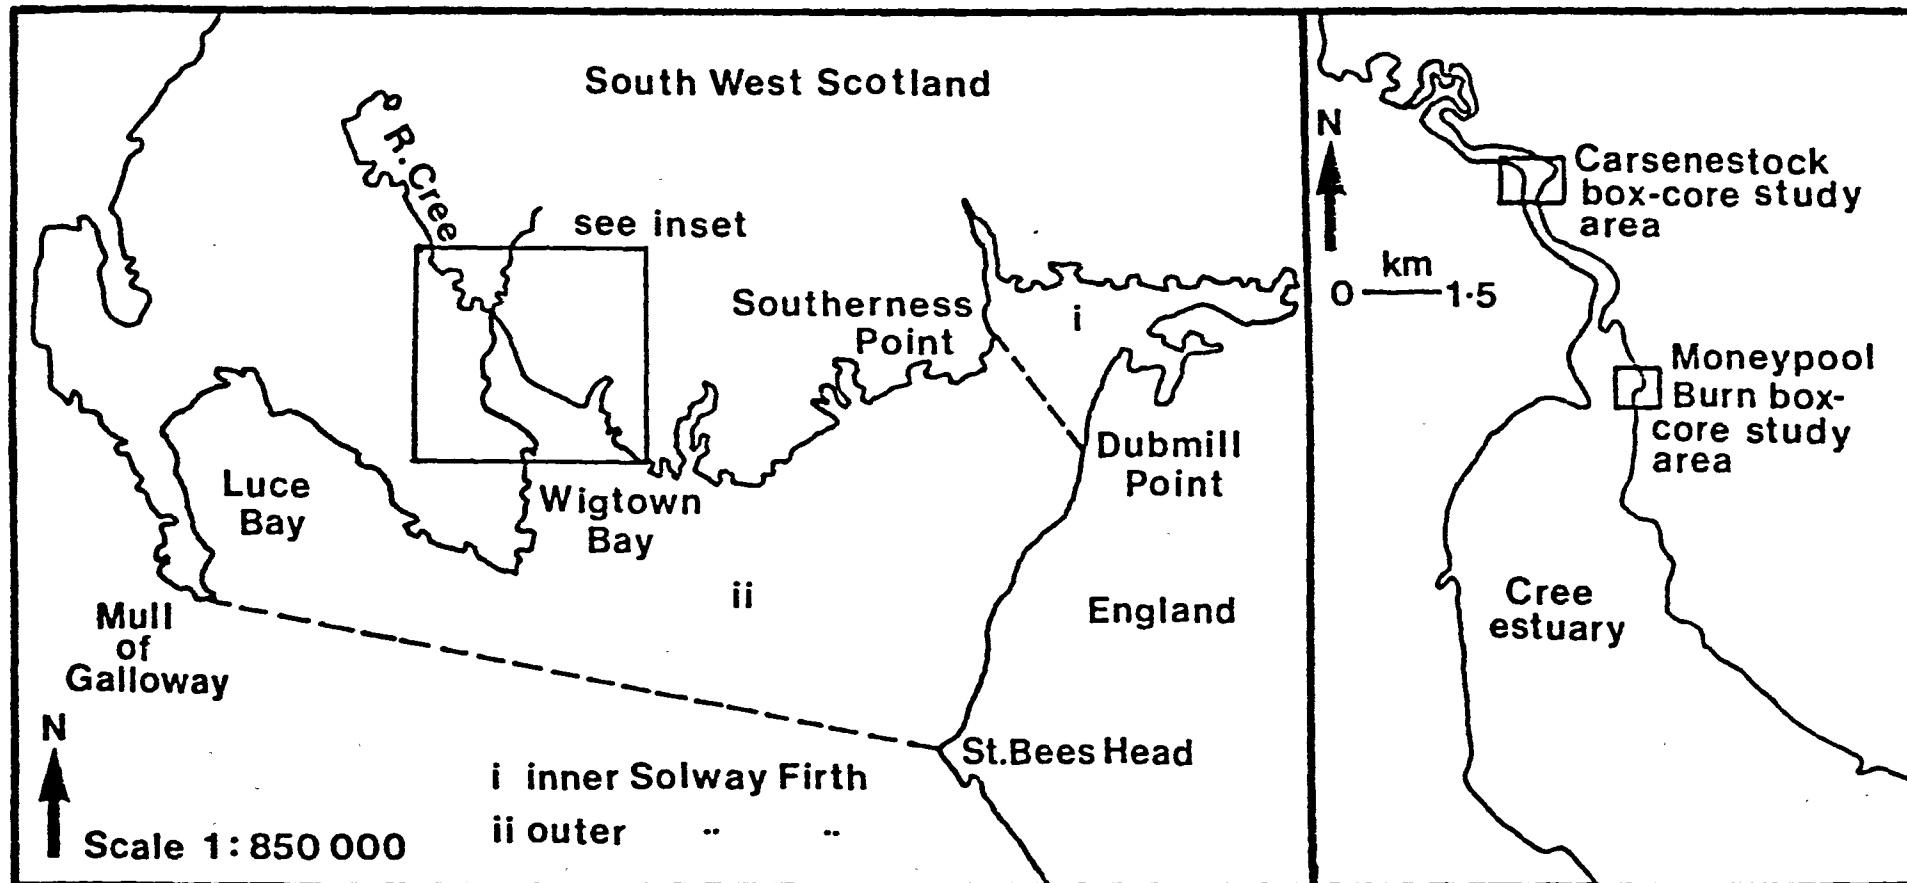 South West Scotland
R. Cree
see inset
Southerness
Point
i
Dubmill
Point
Luce
Bay
Wigtown
Bay
ii
England
Mull
of
Galloway
St. Bees Head
N
Scale 1: 850 000
i inner Solway Firth
ii outer " "
N
0 km 1·5
Carsenestock
box-core study
area
Moneypool
Burn box-
core study
area
Cree
estuary